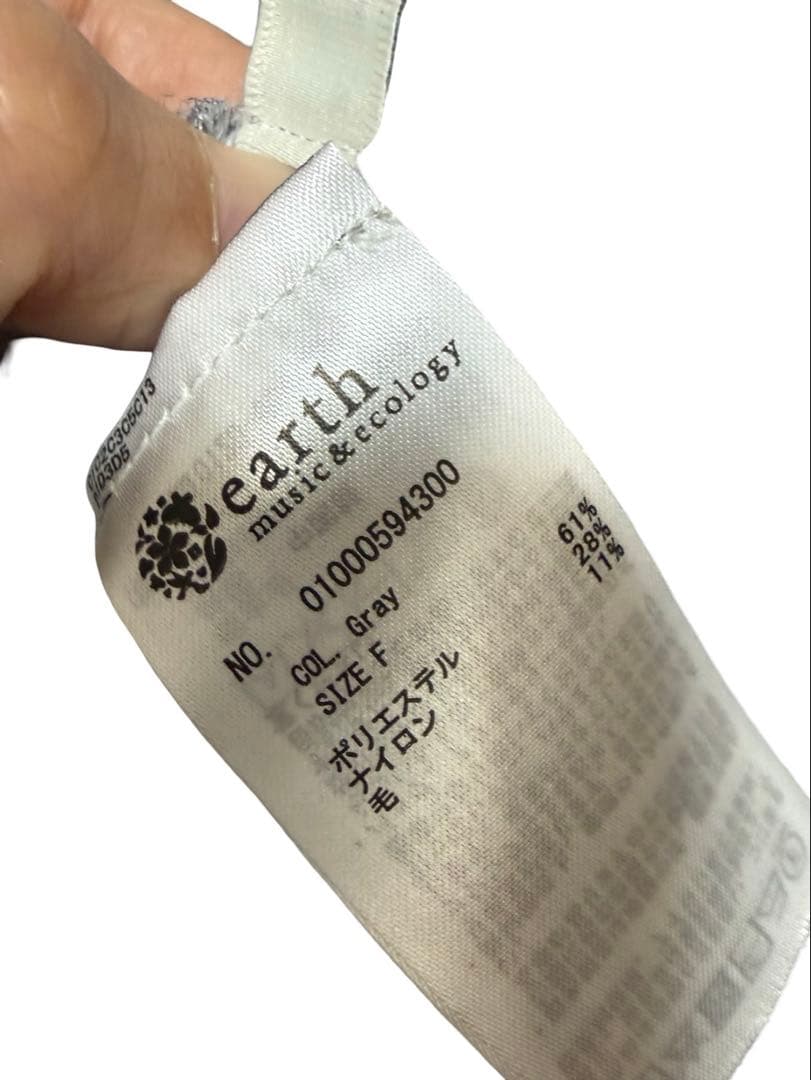 earth
music&ecology
NO. 01000594300
COL. Gray
SIZE F
ポリエステル 61%
ナイロン 28%
毛 11%